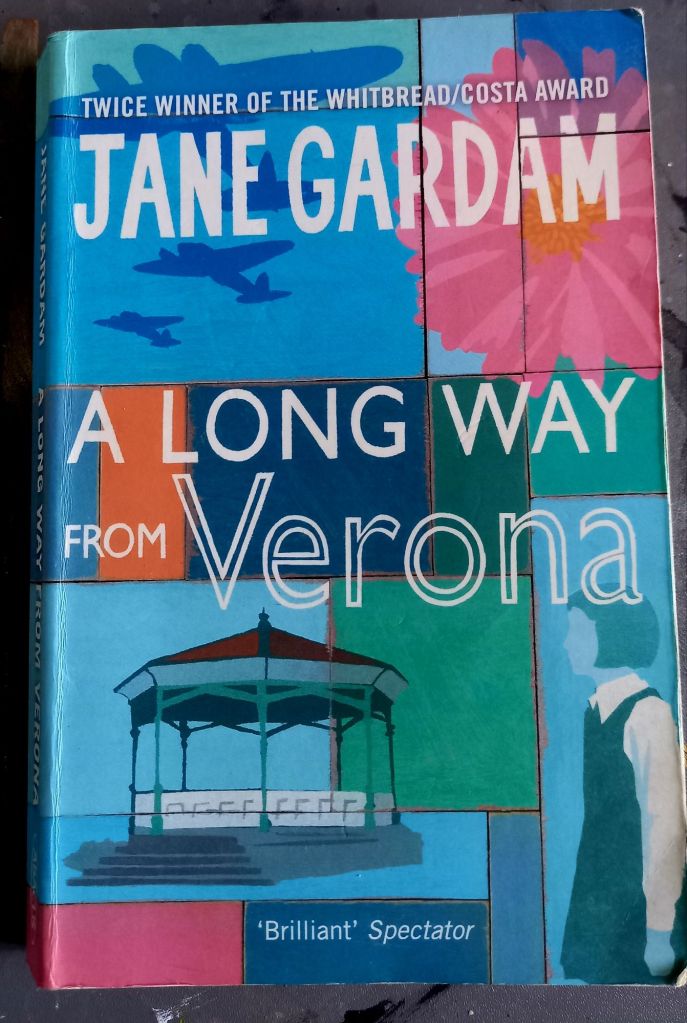 TWICE WINNER OF THE WHITBREAD/COSTA AWARD
JANE GARDAM
A LONG WAY
FROM Verona
'Brilliant' Spectator
JANE GARDAM A LONG WAY FROM VERONA